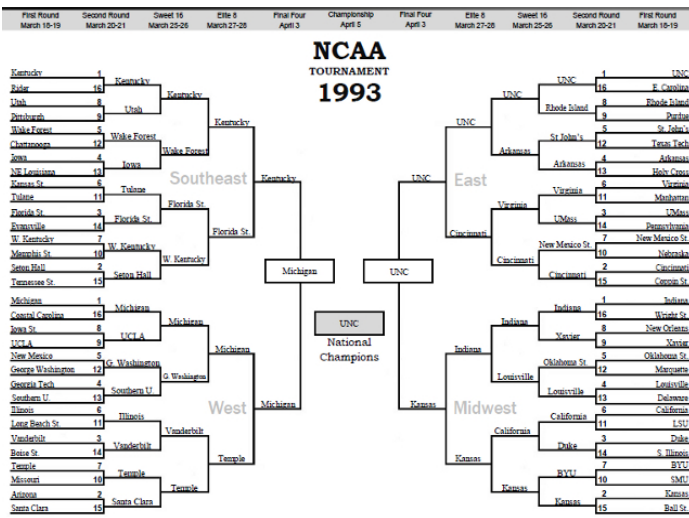 First Round Second Round Sweet 16 Elite 8 Final Four Championship Final Four Elite 8 Sweet 16 Second Round First Round
March 18-19 March 20-21 March 25-26 March 27-28 April 3 April 5 April 3 March 27-28 March 25-26 March 20-21 March 18-19
NCAA
TOURNAMENT
1993
Kentucky 1
Rider 16
Utah 8
Pittsburgh 9
Wake Forest 5
Chattanooga 12
Iowa 4
NE Louisiana 13
Kansas St. 6
Tulane 11
Florida St. 3
Evansville 14
W. Kentucky 7
Memphis St. 10
Seton Hall 2
Tennessee St. 15
Kentucky
Utah
Wake Forest
Iowa
Tulane
Florida St.
W. Kentucky
Seton Hall
Kentucky
Wake Forest
Florida St.
W. Kentucky
Kentucky
Florida St.
Southeast
Kentucky
Michigan 1
Coastal Carolina 16
Iowa St. 8
UCLA 9
New Mexico 5
George Washington 12
Georgia Tech 4
Southern U. 13
Illinois 6
Long Beach St. 11
Vanderbilt 3
Boise St. 14
Temple 7
Missouri 10
Arizona 2
Santa Clara 15
Michigan
UCLA
G. Washington
Southern U.
Illinois
Vanderbilt
Temple
Santa Clara
Michigan
G. Washington
Vanderbilt
Temple
Michigan
Temple
West
Michigan
Michigan
UNC
UNC
National
Champions
1 UNC
16 E. Carolina
8 Rhode Island
9 Purdue
5 St. John's
12 Texas Tech
4 Arkansas
13 Holy Cross
6 Virginia
11 Manhattan
3 UMass
14 Pennsylvania
7 New Mexico St.
10 Nebraska
2 Cincinnati
15 Coppin St.
UNC
Rhode Island
St John's
Arkansas
Virginia
UMass
New Mexico St.
Cincinnati
UNC
Arkansas
Virginia
Cincinnati
UNC
Cincinnati
East
UNC
1 Indiana
16 Wright St.
8 New Orleans
9 Xavier
5 Oklahoma St.
12 Marquette
4 Louisville
13 Delaware
6 California
11 LSU
3 Duke
14 S. Illinois
7 BYU
10 SMU
2 Kansas
15 Ball St.
Indiana
Xavier
Oklahoma St.
Louisville
California
Duke
BYU
Kansas
Indiana
Louisville
California
Kansas
Indiana
Kansas
Midwest
Kansas